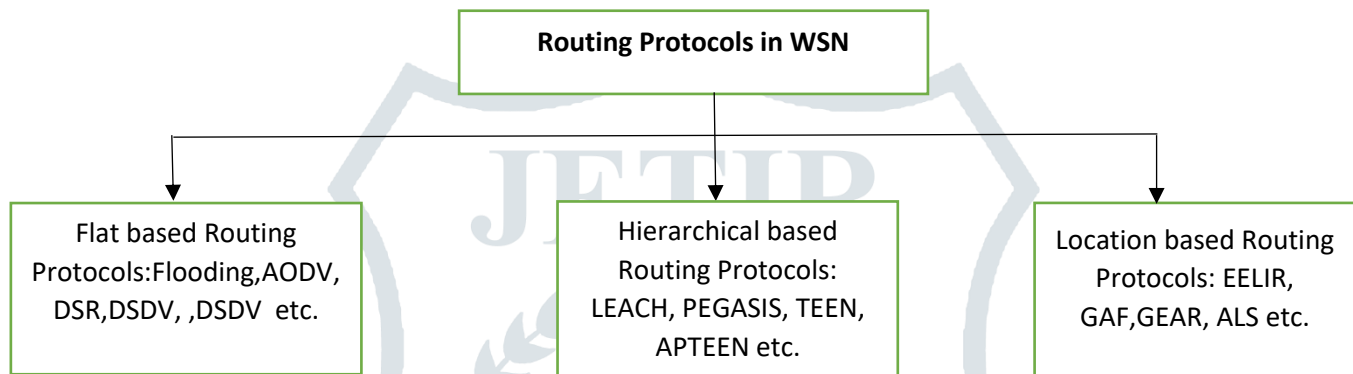 Routing Protocols in WSN
JETIR
Flat based Routing
Protocols:Flooding,AODV,
DSR,DSDV, ,DSDV etc.
Hierarchical based
Routing Protocols:
LEACH, PEGASIS, TEEN,
APTEEN etc.
Location based Routing
Protocols: EELIR,
GAF,GEAR, ALS etc.